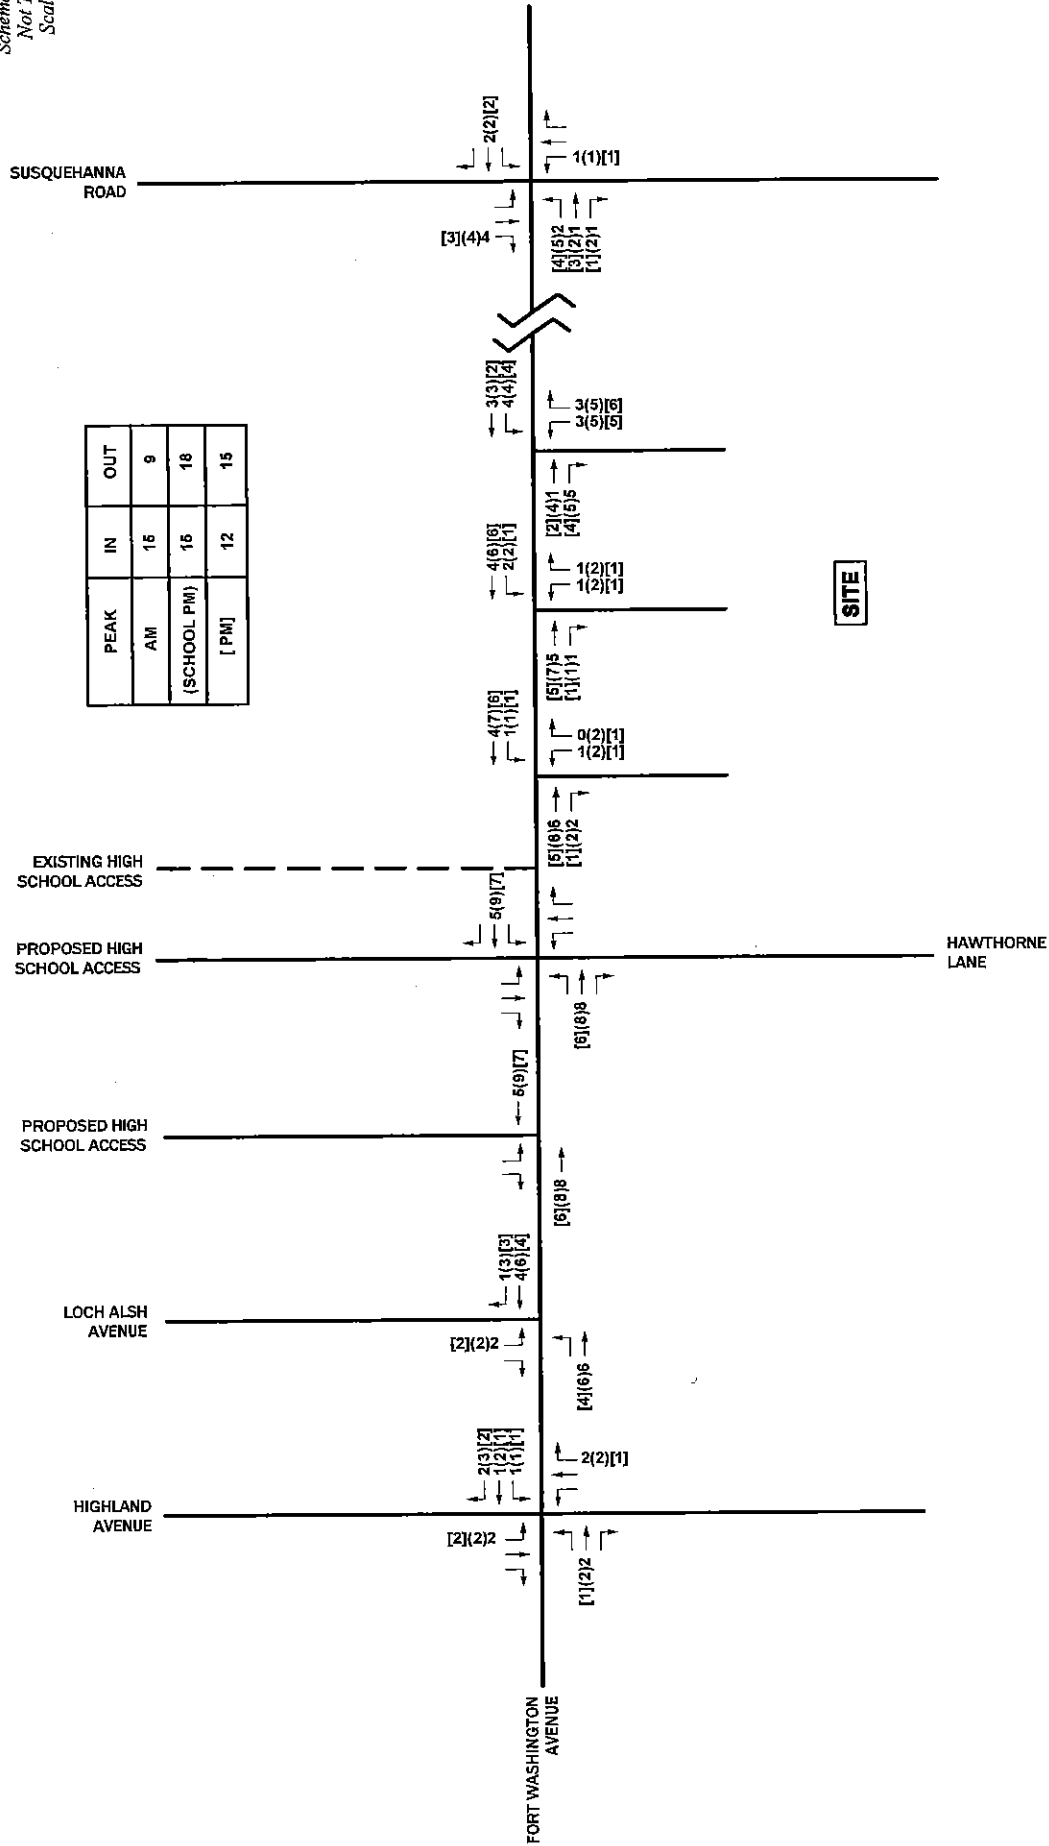 Schema
Not T
Scal
SUSQUEHANNA
ROAD
2(2)[2]
1(1)[1]
[3](4)4
[4](5)2
[3](2)1
[1](2)1
3(3)[2]
4(4)[4]
3(5)[6]
3(5)[5]
[2](4)1
[4](5)5
4(6)[6]
2(2)[1]
1(2)[1]
1(2)[1]
[5](7)5
[1](1)1
4(7)[6]
1(1)[1]
0(2)[1]
1(2)[1]
[5](6)6
[1](2)2
PEAK IN OUT
AM 15 9
(SCHOOL PM) 15 18
[ PM] 12 15
SITE
EXISTING HIGH
SCHOOL ACCESS
5(9)[7]
PROPOSED HIGH
SCHOOL ACCESS
HAWTHORNE
LANE
[6](8)8
5(9)[7]
PROPOSED HIGH
SCHOOL ACCESS
[6](8)8
1(3)[3]
4(6)[4]
LOCH ALSH
AVENUE
[2](2)2
[4](6)6
2(3)[2]
1(2)[1]
1(1)[1]
2(2)[1]
HIGHLAND
AVENUE
[2](2)2
[1](2)2
FORT WASHINGTON
AVENUE